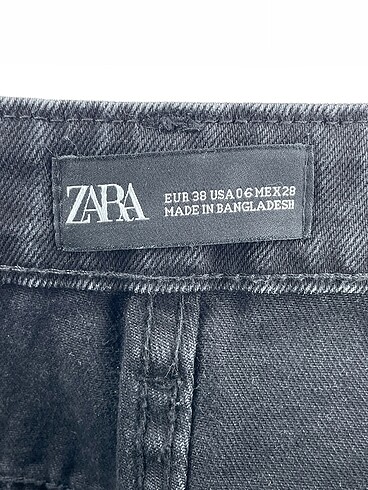 ZARA
EUR 38 USA 06 MEX 28
MADE IN BANGLADESH